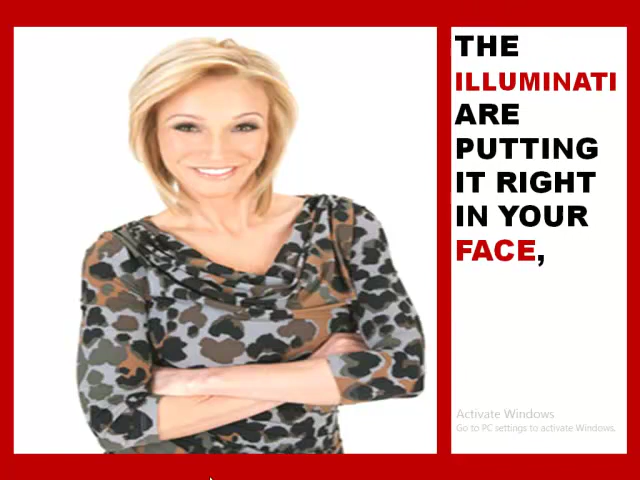 THE
ILLUMINATI
ARE
PUTTING
IT RIGHT
IN YOUR
FACE,
Activate Windows
Go to PC settings to activate Windows.